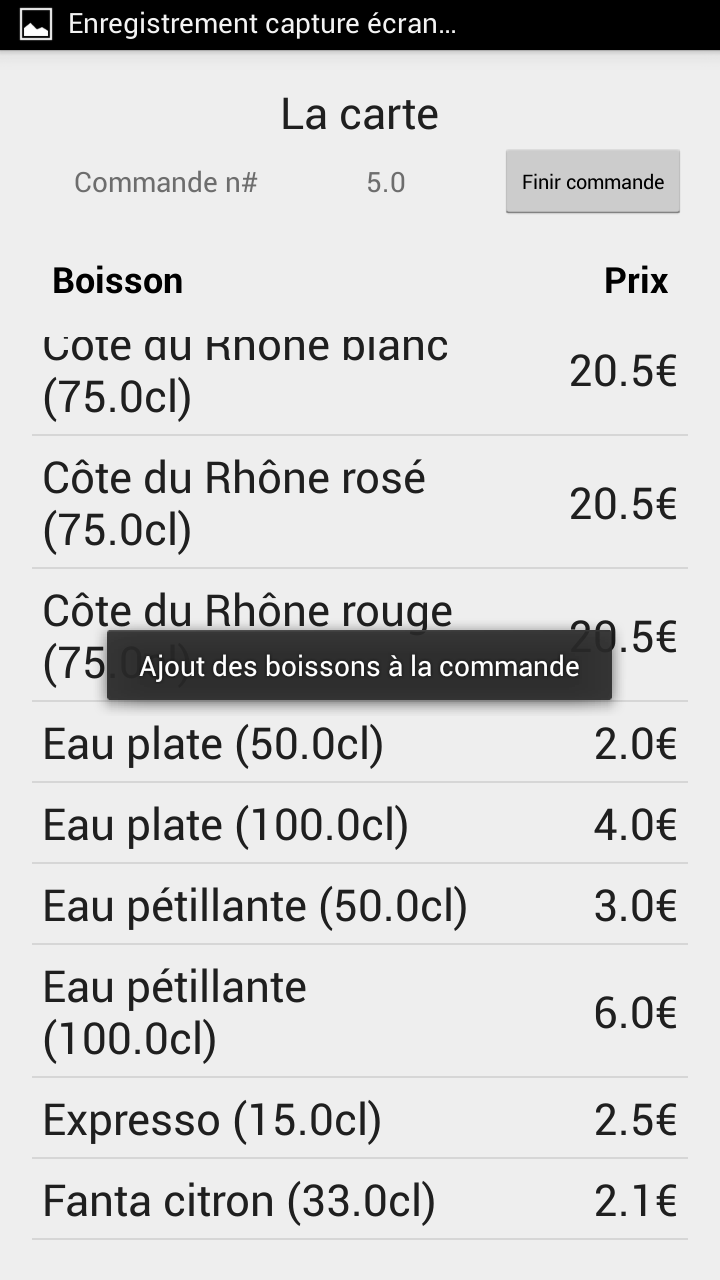 Enregistrement capture écran…
La carte
Commande n# 5.0 Finir commande
Boisson Prix
Côte du Rhône blanc
(75.0cl) 20.5€
Côte du Rhône rosé
(75.0cl) 20.5€
Côte du Rhône rouge
(75.0cl) 20.5€
Ajout des boissons à la commande
Eau plate (50.0cl) 2.0€
Eau plate (100.0cl) 4.0€
Eau pétillante (50.0cl) 3.0€
Eau pétillante
(100.0cl) 6.0€
Expresso (15.0cl) 2.5€
Fanta citron (33.0cl) 2.1€